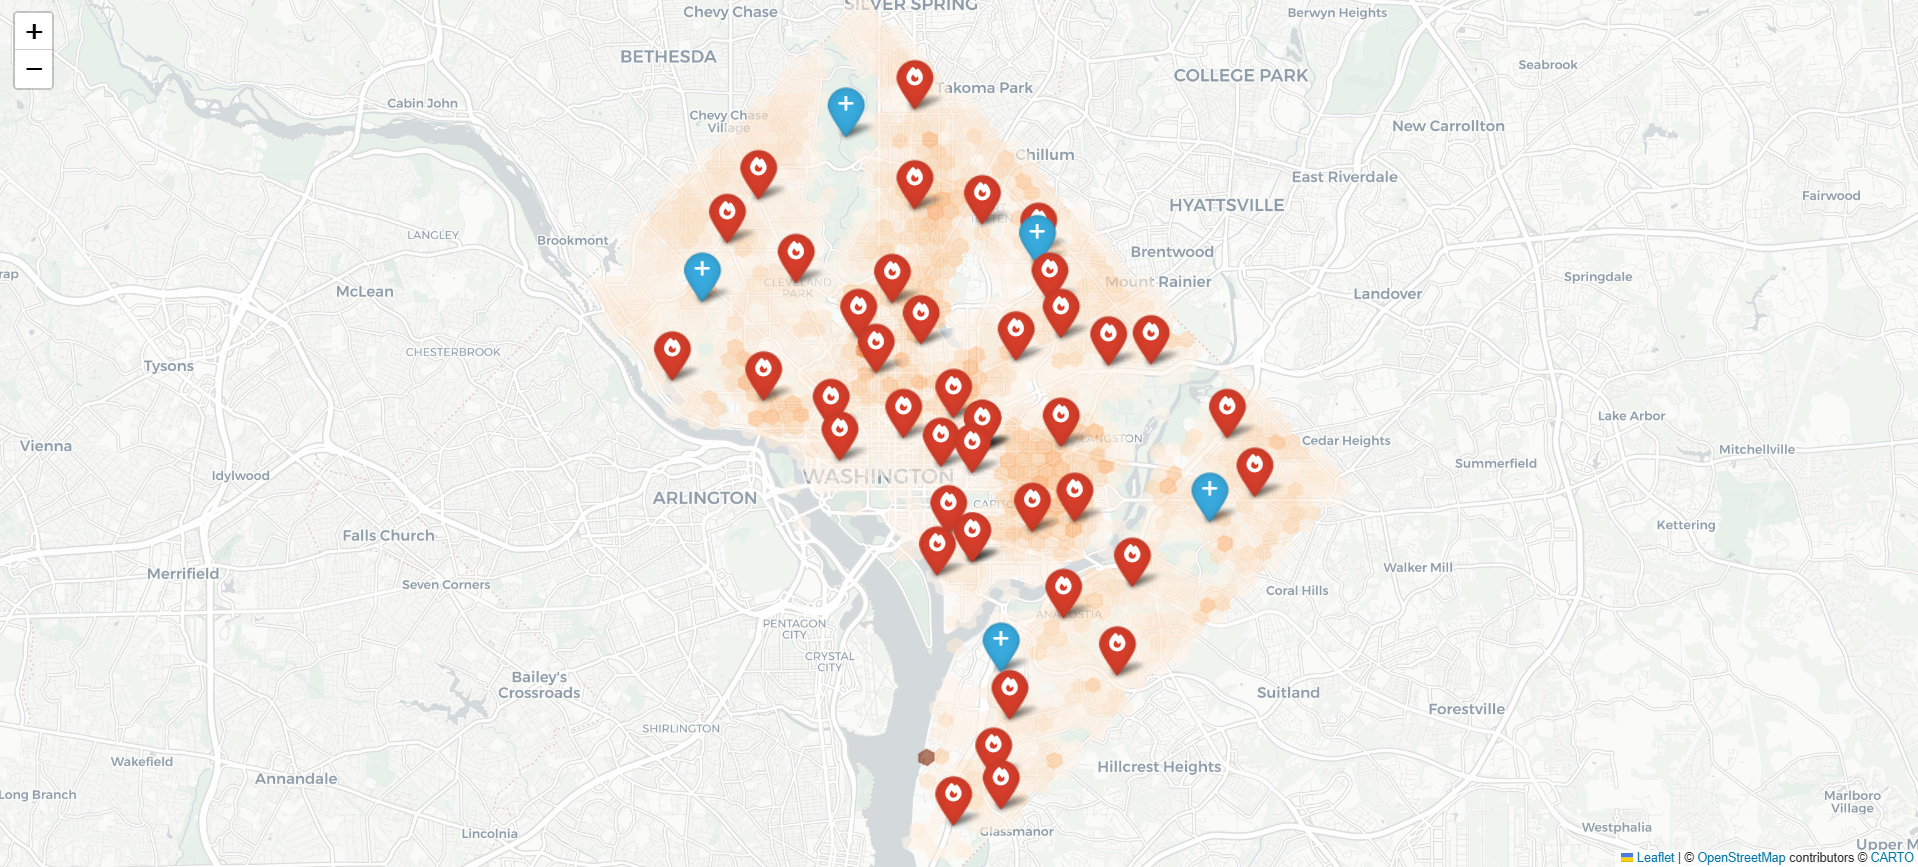 +
−
Chevy Chase
SILVER SPRING
Berwyn Heights
BETHESDA
Seabrook
COLLEGE PARK
Takoma Park
Cabin John
Chevy Chase
Village
New Carrollton
Chillum
East Riverdale
Fairwood
HYATTSVILLE
LANGLEY
Brookmont
Brentwood
rap
Springdale
McLean
CLEVELAND
PARK
Mount Rainier
Landover
CHESTERBROOK
Tysons
Lake Arbor
Vienna
LANGSTON
Cedar Heights
Mitchellville
Idylwood
Summerfield
WASHINGTON
ARLINGTON
Kettering
Falls Church
Merrifield
Seven Corners
Walker Mill
Coral Hills
PENTAGON
CITY
CRYSTAL
CITY
Bailey's
Crossroads
Suitland
Forestville
SHIRLINGTON
Wakefield
Annandale
Hillcrest Heights
Long Branch
Marlboro
Village
Lincolnia
Glassmanor
Westphalia
Upper M
Leaflet | © OpenStreetMap contributors © CARTO